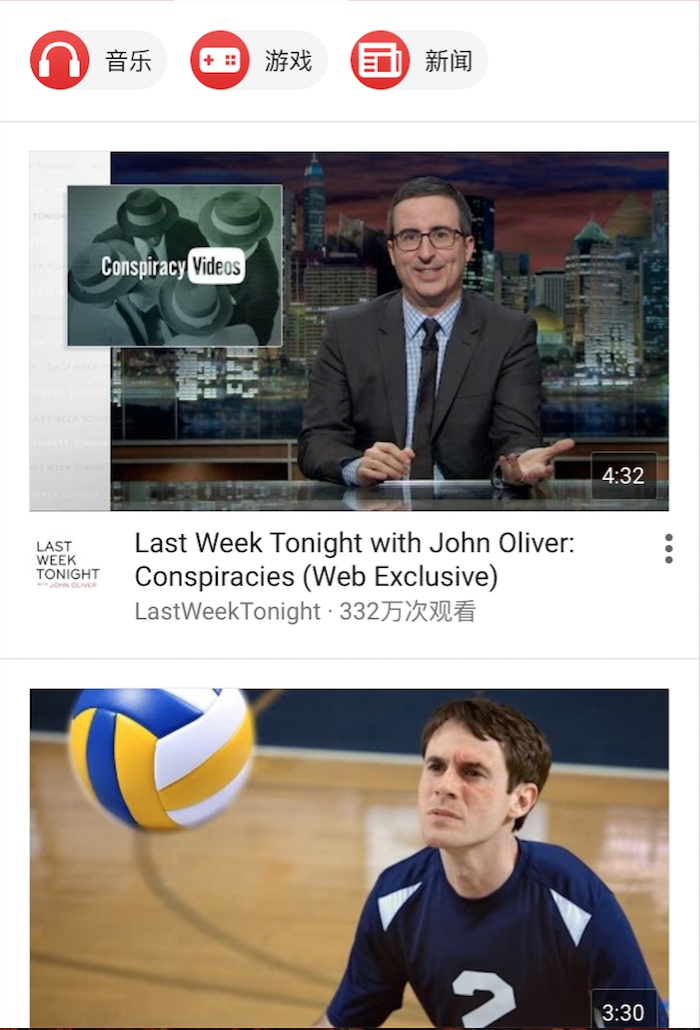 音乐
游戏
新闻
Conspiracy Videos
4:32
LAST
WEEK
TONIGHT
WITH JOHN OLIVER
Last Week Tonight with John Oliver:
Conspiracies (Web Exclusive)
LastWeekTonight · 332万次观看
2
3:30